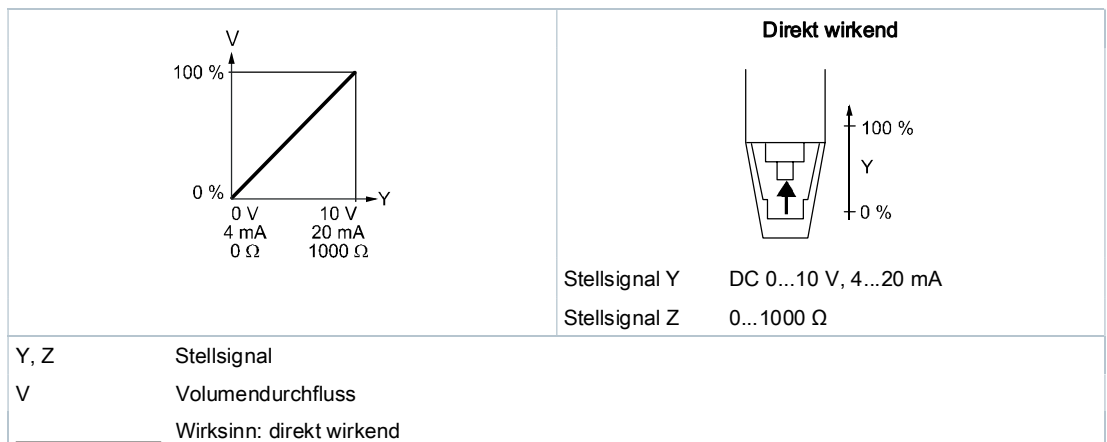 V
100 %
0 %
Y
0 V
10 V
4 mA
20 mA
0 Ω
1000 Ω
Direkt wirkend
100 %
Y
0 %
Stellsignal Y DC 0...10 V, 4...20 mA
Stellsignal Z 0...1000 Ω
Y, Z Stellsignal
V Volumendurchfluss
Wirksinn: direkt wirkend